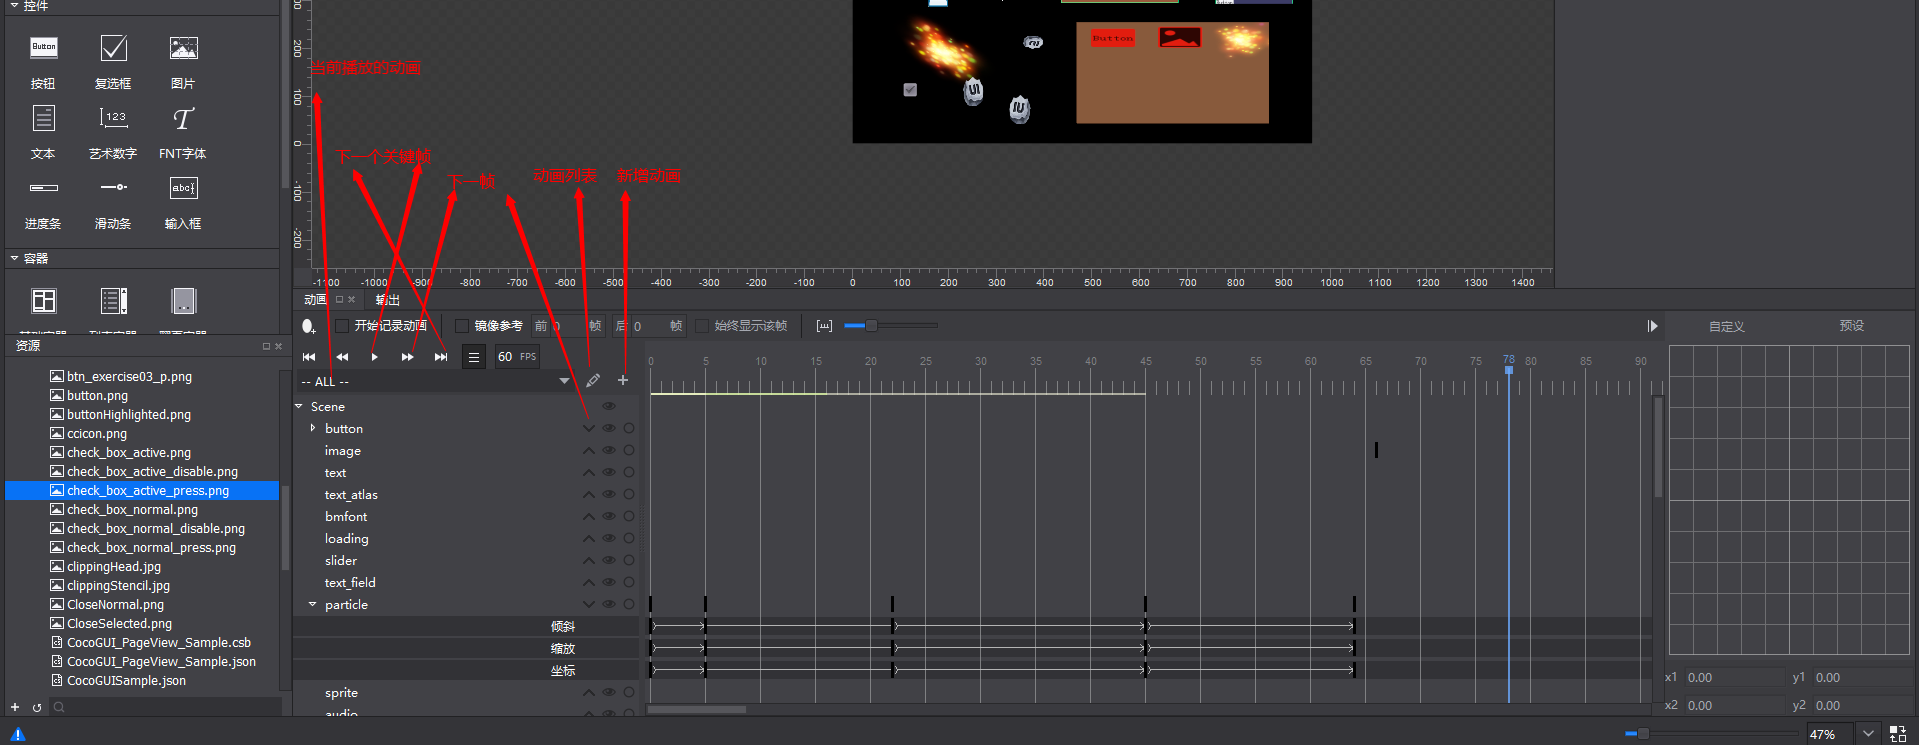 控件
Button
按钮
复选框
图片
123
文本
艺术数字
FNT字体
abc
进度条
滑动条
输入框
容器
资源
btn_exercise03_p.png
button.png
buttonHighlighted.png
ccicon.png
check_box_active.png
check_box_active_disable.png
check_box_active_press.png
check_box_normal.png
check_box_normal_disable.png
check_box_normal_press.png
clippingHead.jpg
clippingStencil.jpg
CloseNormal.png
CloseSelected.png
CocoGUI_PageView_Sample.csb
CocoGUI_PageView_Sample.json
CocoGUISample.json
200
100
0
-100
-200
Button
当前播放的动画
下一个关键帧
下一帧
动画列表
新增动画
-1100 -1000 -900 -800 -700 -600 -500 -400 -300 -200 -100 0 100 200 300 400 500 600 700 800 900 1000 1100 1200 1300 1400
动画
输出
开始记录动画
镜像参考
前 0 帧
后 0 帧
始终显示该帧
60 FPS
-- ALL --
0 5 10 15 20 25 30 35 40 45 50 55 60 65 70 75 78 80 85 90
Scene
button
image
text
text_atlas
bmfont
loading
slider
text_field
particle
倾斜
缩放
坐标
sprite
audio
自定义
预设
x1 0.00
y1 0.00
x2 0.00
y2 0.00
47%